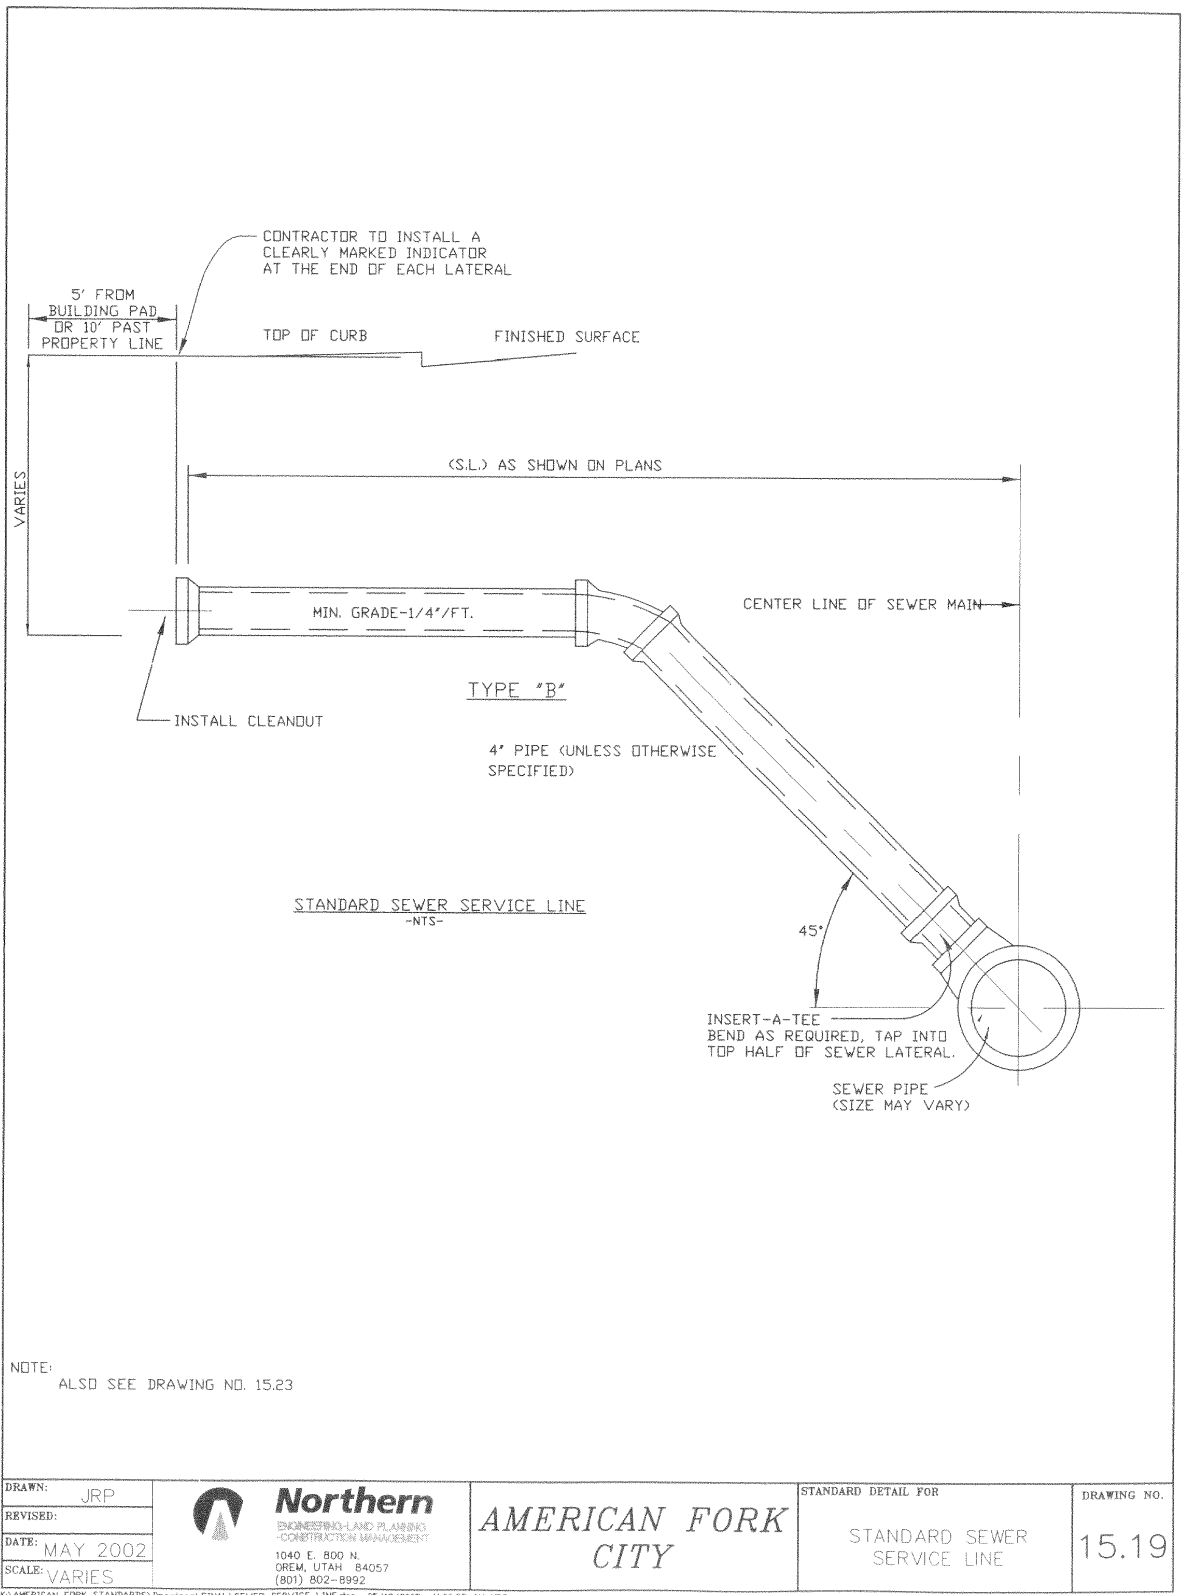 CONTRACTOR TO INSTALL A
CLEARLY MARKED INDICATOR
AT THE END OF EACH LATERAL
5' FROM
BUILDING PAD
OR 10' PAST
PROPERTY LINE
TOP OF CURB
FINISHED SURFACE
(S.L.) AS SHOWN ON PLANS
VARIES
MIN. GRADE-1/4"/FT.
CENTER LINE OF SEWER MAIN
TYPE "B"
INSTALL CLEANOUT
4" PIPE (UNLESS OTHERWISE
SPECIFIED)
STANDARD SEWER SERVICE LINE
-NTS-
45°
INSERT-A-TEE
BEND AS REQUIRED, TAP INTO
TOP HALF OF SEWER LATERAL.
SEWER PIPE
(SIZE MAY VARY)
NOTE:
ALSO SEE DRAWING NO. 15.23
DRAWN: JRP
REVISED:
DATE: MAY 2002
SCALE: VARIES
Northern
ENGINEERING-LAND PLANNING
-CONSTRUCTION MANAGEMENT
1040 E. 800 N.
OREM, UTAH 84057
(801) 802-8992
AMERICAN FORK
CITY
STANDARD DETAIL FOR
STANDARD SEWER
SERVICE LINE
DRAWING NO.
15.19